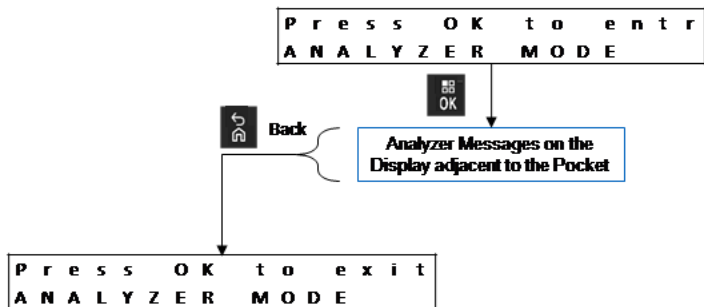 Press OK to entr
ANALYZER MODE
OK
Back
Analyzer Messages on the
Display adjacent to the Pocket
Press OK to exit
ANALYZER MODE